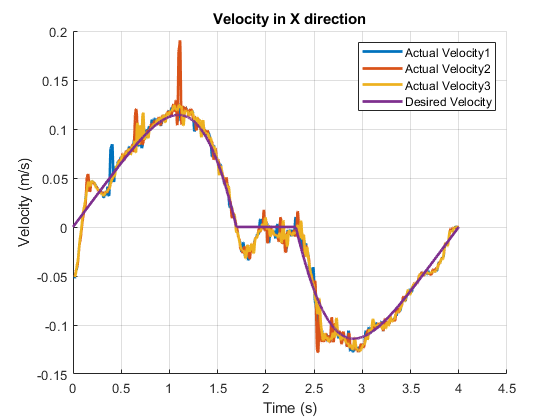 Velocity in X direction
0.2
0.15
0.1
0.05
0
-0.05
-0.1
-0.15
Velocity (m/s)
Actual Velocity1
Actual Velocity2
Actual Velocity3
Desired Velocity
0 0.5 1 1.5 2 2.5 3 3.5 4 4.5
Time (s)